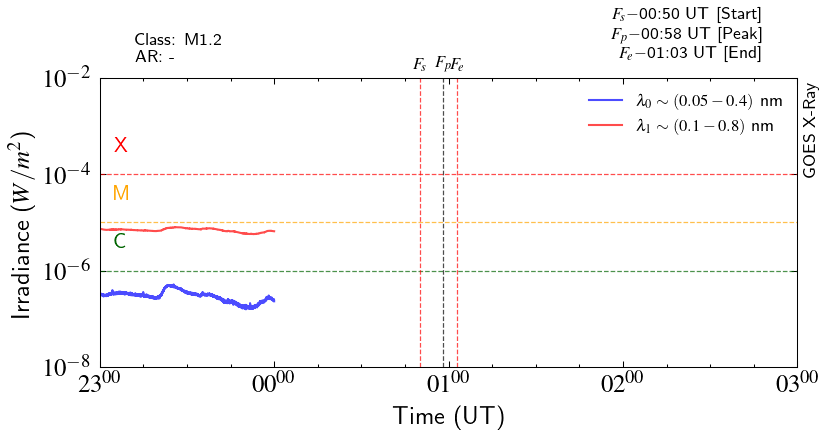 Class: M1.2
AR: -
Fₛ−00:50 UT [Start]
Fₚ−00:58 UT [Peak]
Fₑ−01:03 UT [End]
Fₛ FₚFₑ
10⁻²
10⁻⁴
10⁻⁶
10⁻⁸
Irradiance (W/m²)
X
M
C
λ₀ ∼ (0.05 − 0.4) nm
λ₁ ∼ (0.1 − 0.8) nm
GOES X-Ray
23⁰⁰ 00⁰⁰ 01⁰⁰ 02⁰⁰ 03⁰⁰
Time (UT)